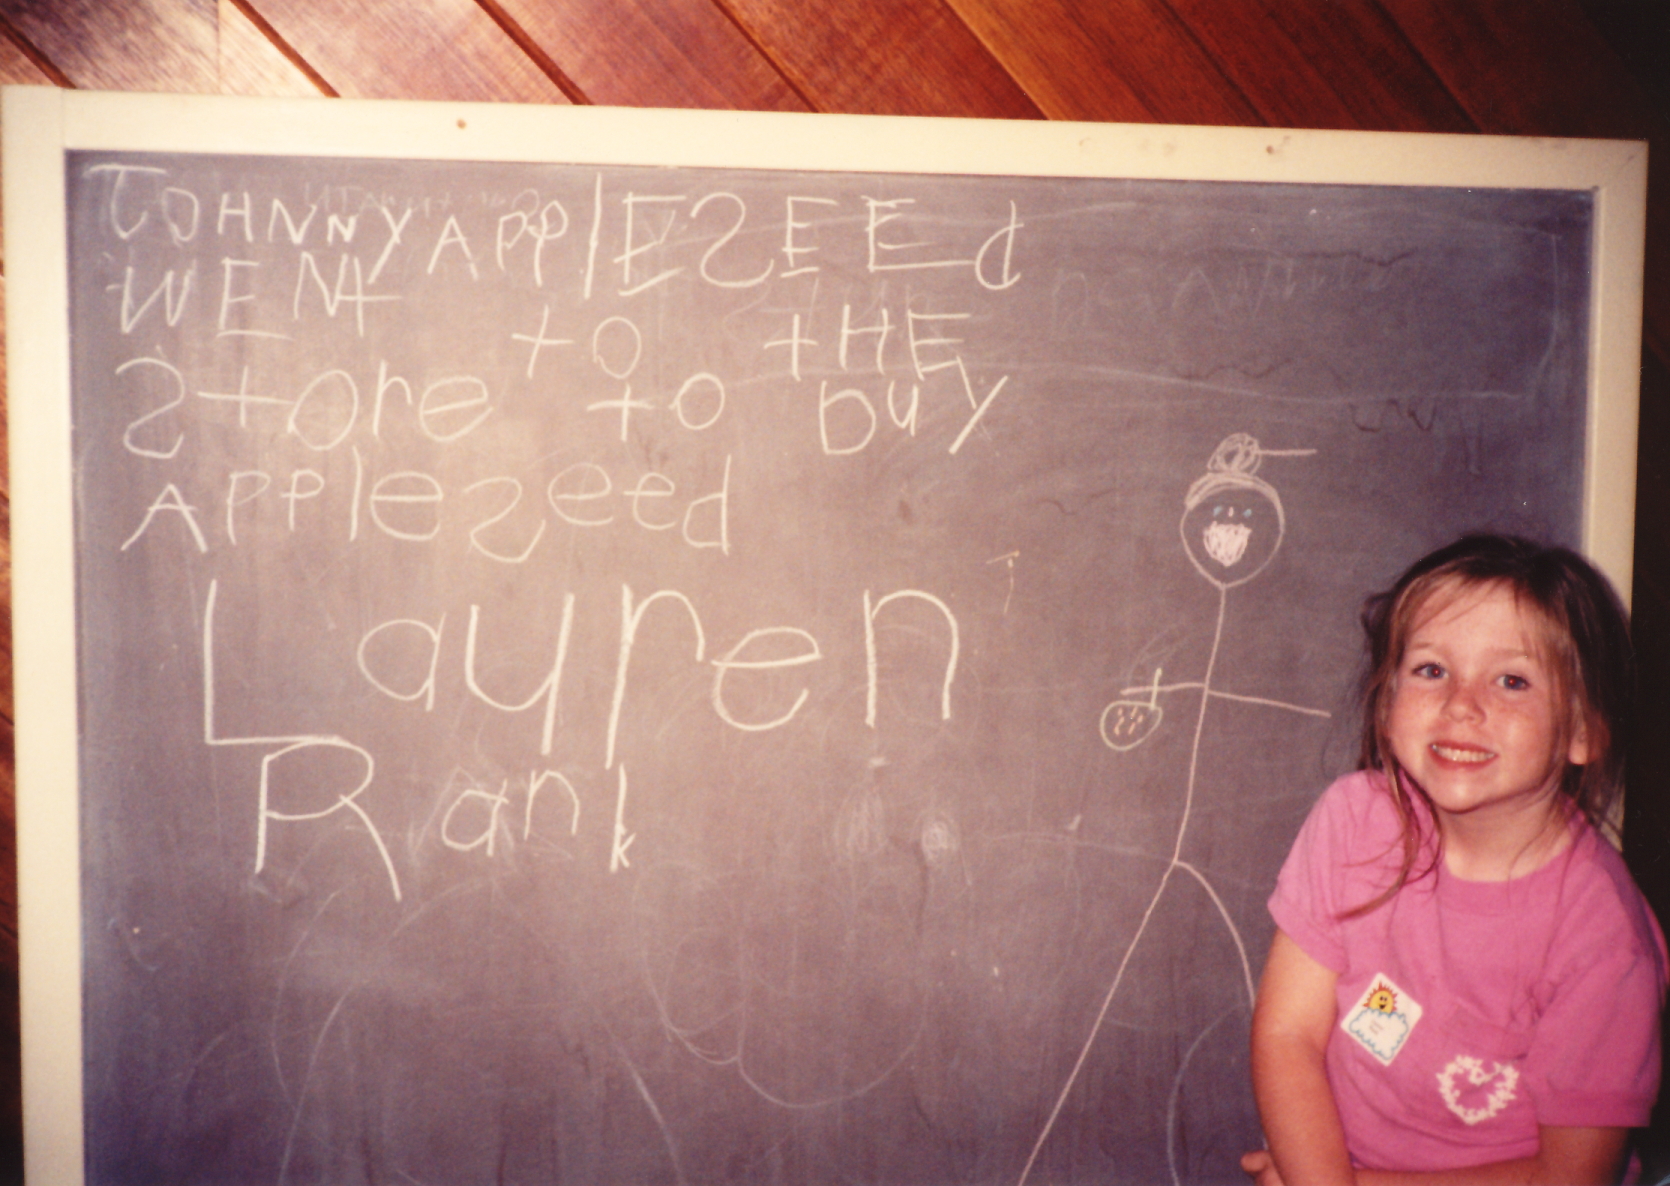 JOHNNY APPlESEEd
WENt to tHE
Store to buy
APPleseed
Lauren
Rank